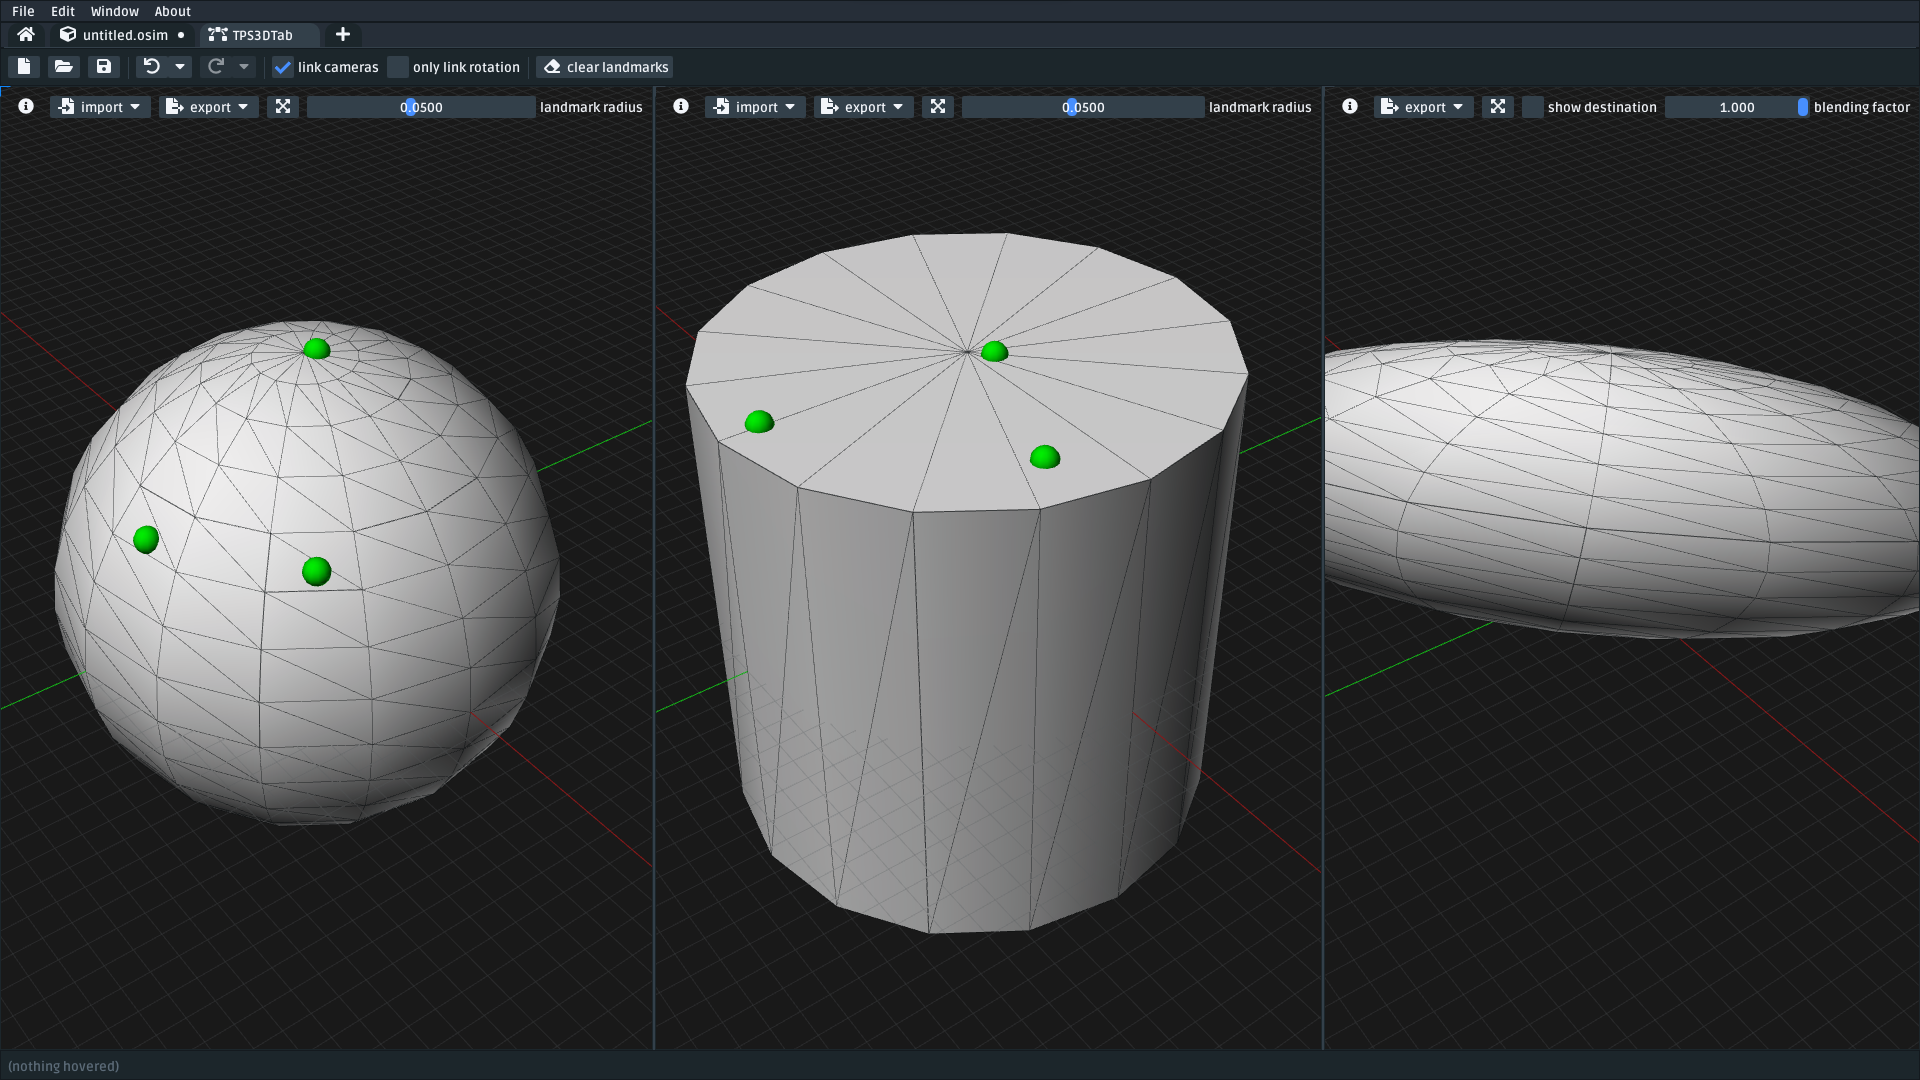 File Edit Window About
untitled.osim TPS3DTab
link cameras only link rotation clear landmarks
import export 0.0500 landmark radius import export 0.0500 landmark radius export show destination 1.000 blending factor
(nothing hovered)